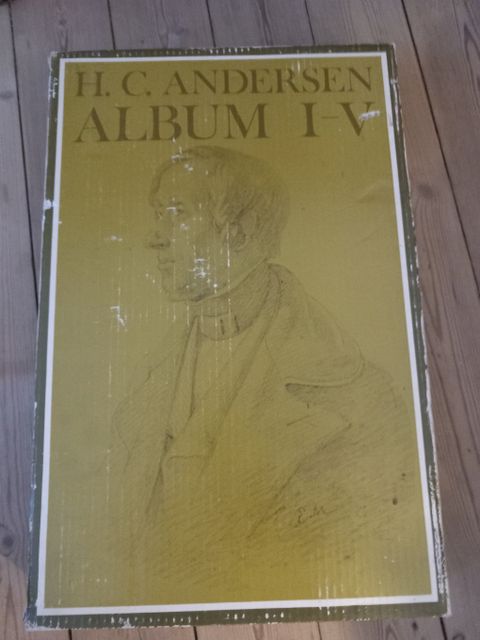 H. C. ANDERSEN
ALBUM I–V